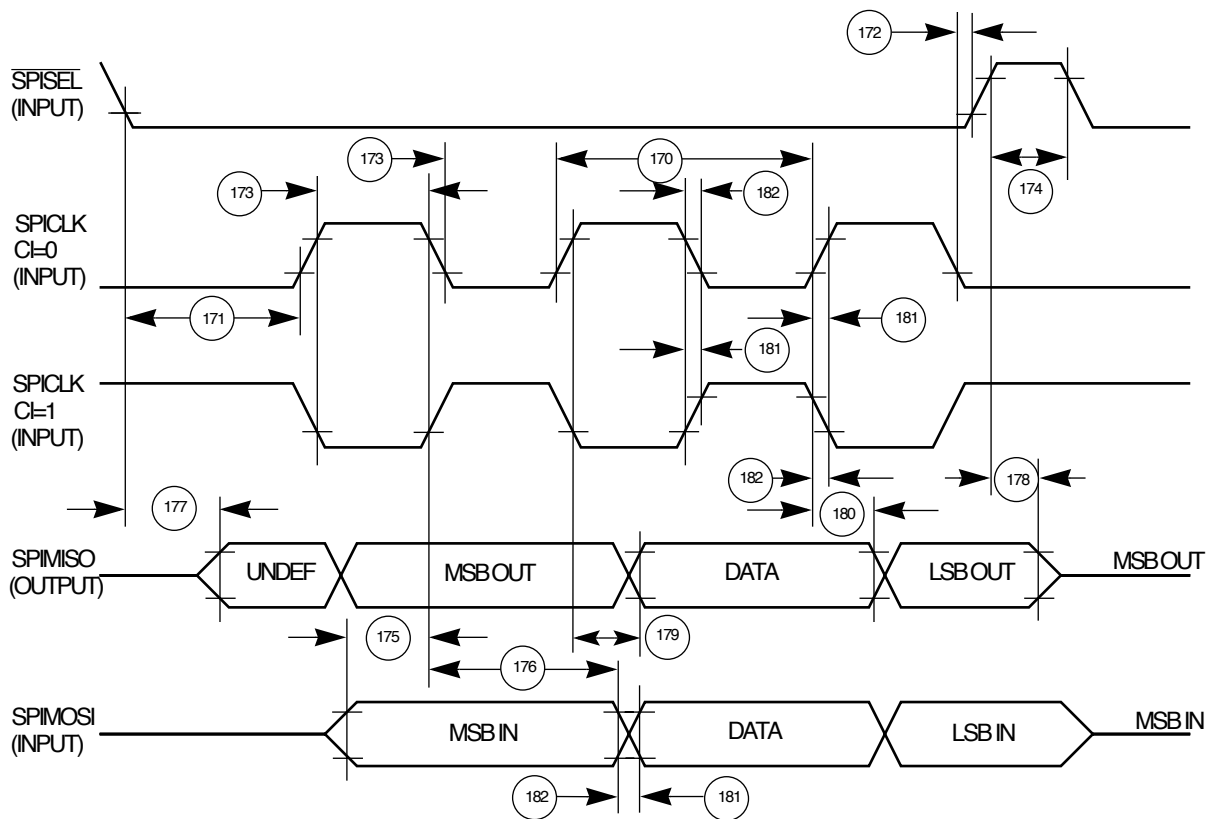 172
SPISEL
(INPUT)
173
170
173
182
174
SPICLK
CI=0
(INPUT)
171
181
181
SPICLK
CI=1
(INPUT)
182
178
177
180
SPIMISO
(OUTPUT)
UNDEF
MSB OUT
DATA
LSB OUT
MSB OUT
175
179
176
SPIMOSI
(INPUT)
MSB IN
DATA
LSB IN
MSB IN
182
181